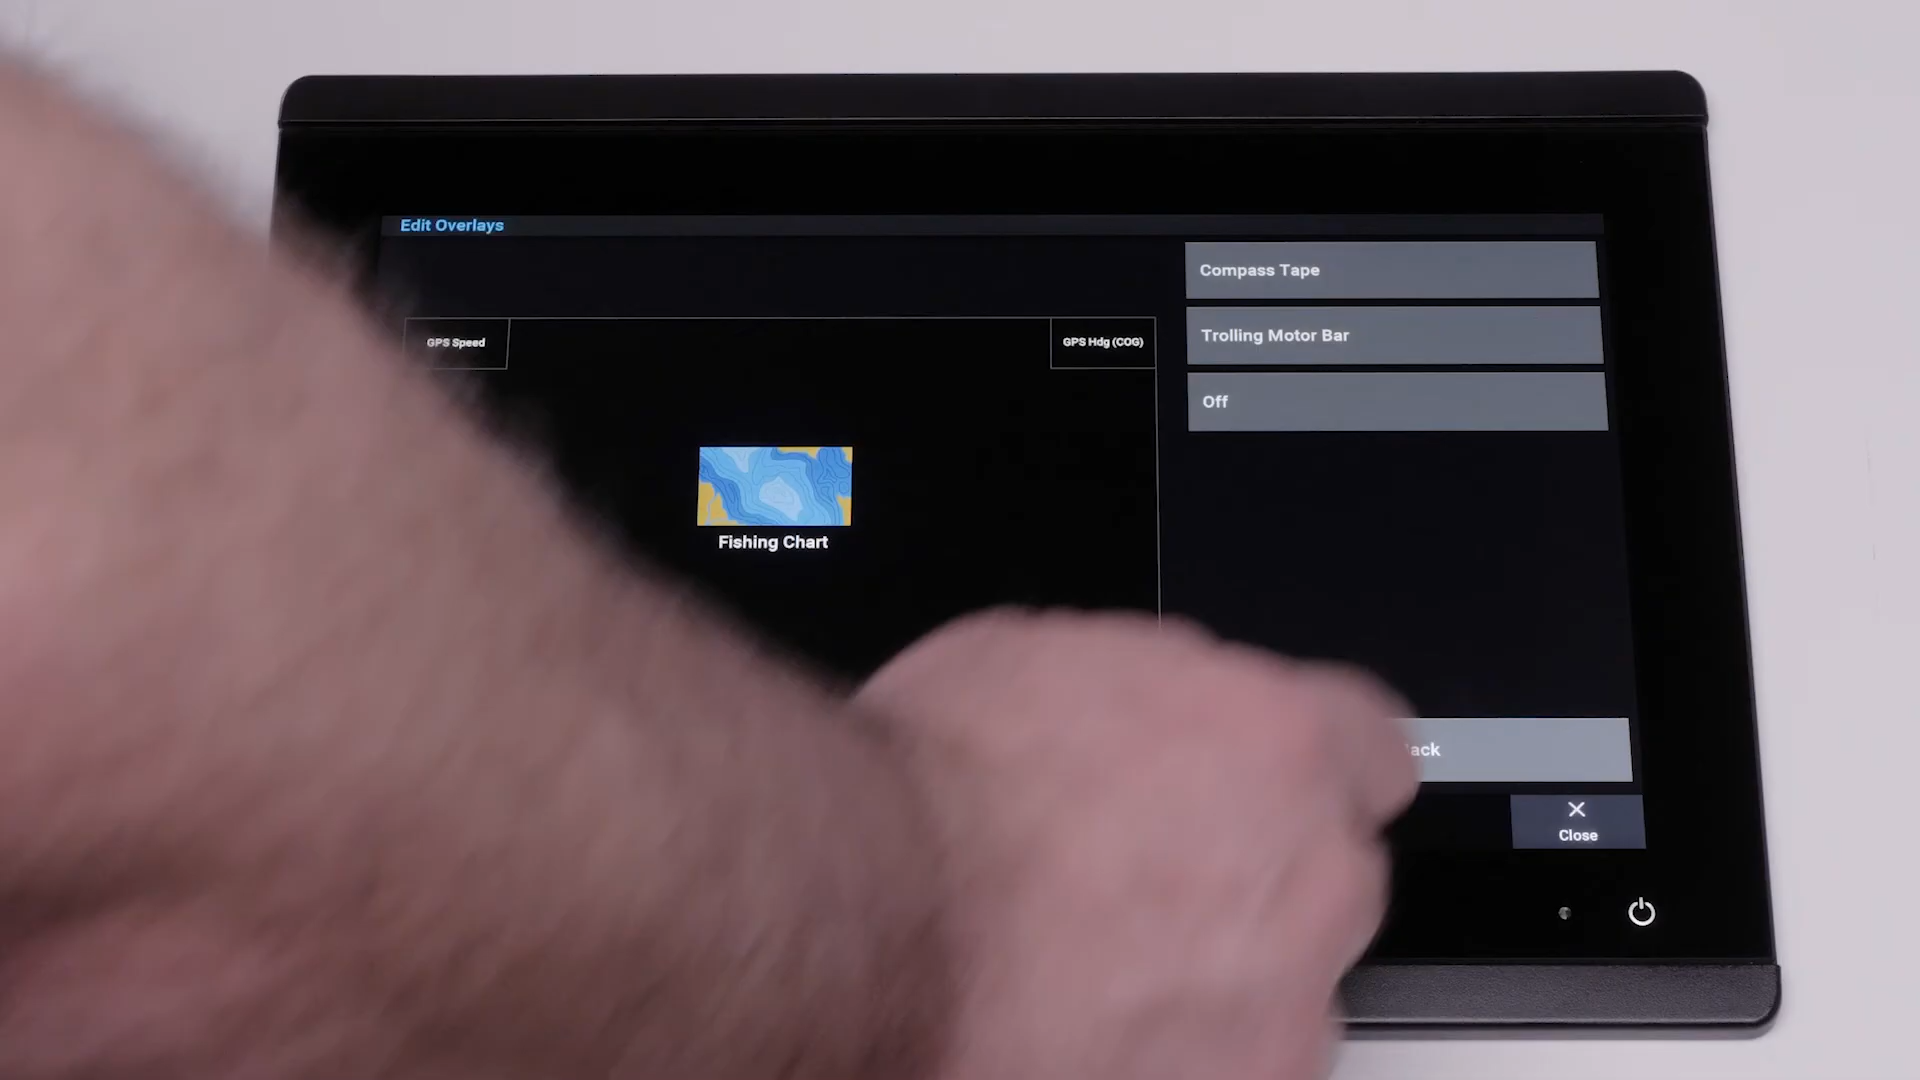 Edit Overlays
Compass Tape
GPS Speed
GPS Hdg (COG)
Trolling Motor Bar
Off
Fishing Chart
Close